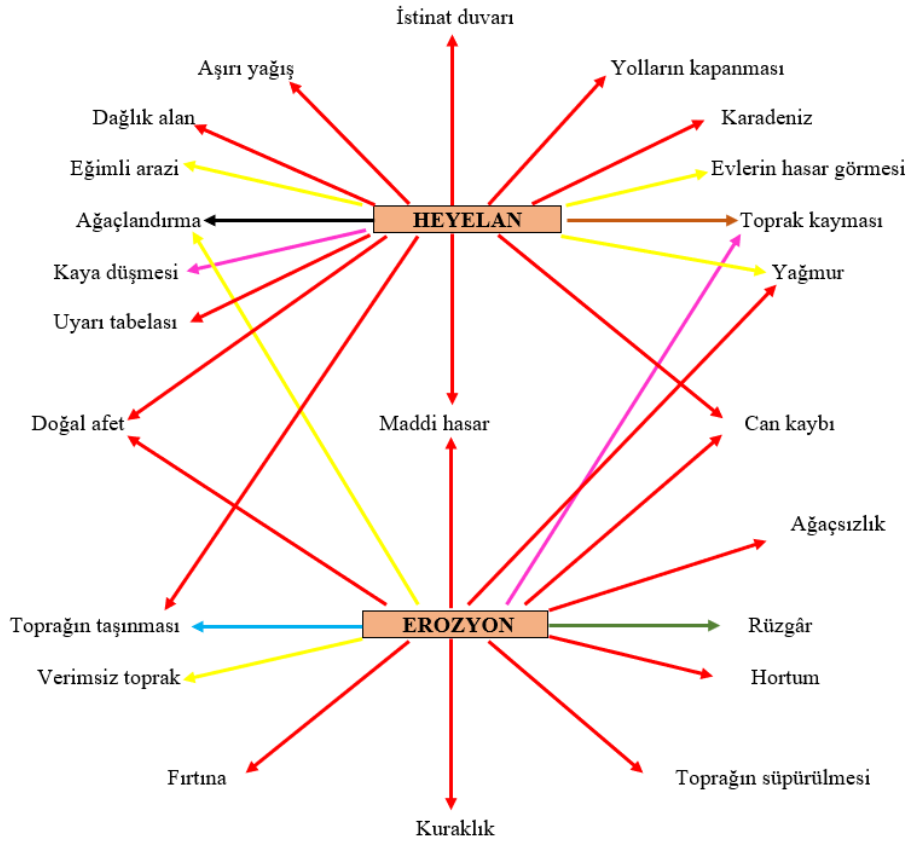 İstinat duvarı
Aşırı yağış
Yolların kapanması
Dağlık alan
Karadeniz
Eğimli arazi
Evlerin hasar görmesi
Ağaçlandırma
HEYELAN
Toprak kayması
Kaya düşmesi
Yağmur
Uyarı tabelası
Doğal afet
Maddi hasar
Can kaybı
Ağaçsızlık
Toprağın taşınması
EROZYON
Rüzgâr
Verimsiz toprak
Hortum
Fırtına
Toprağın süpürülmesi
Kuraklık